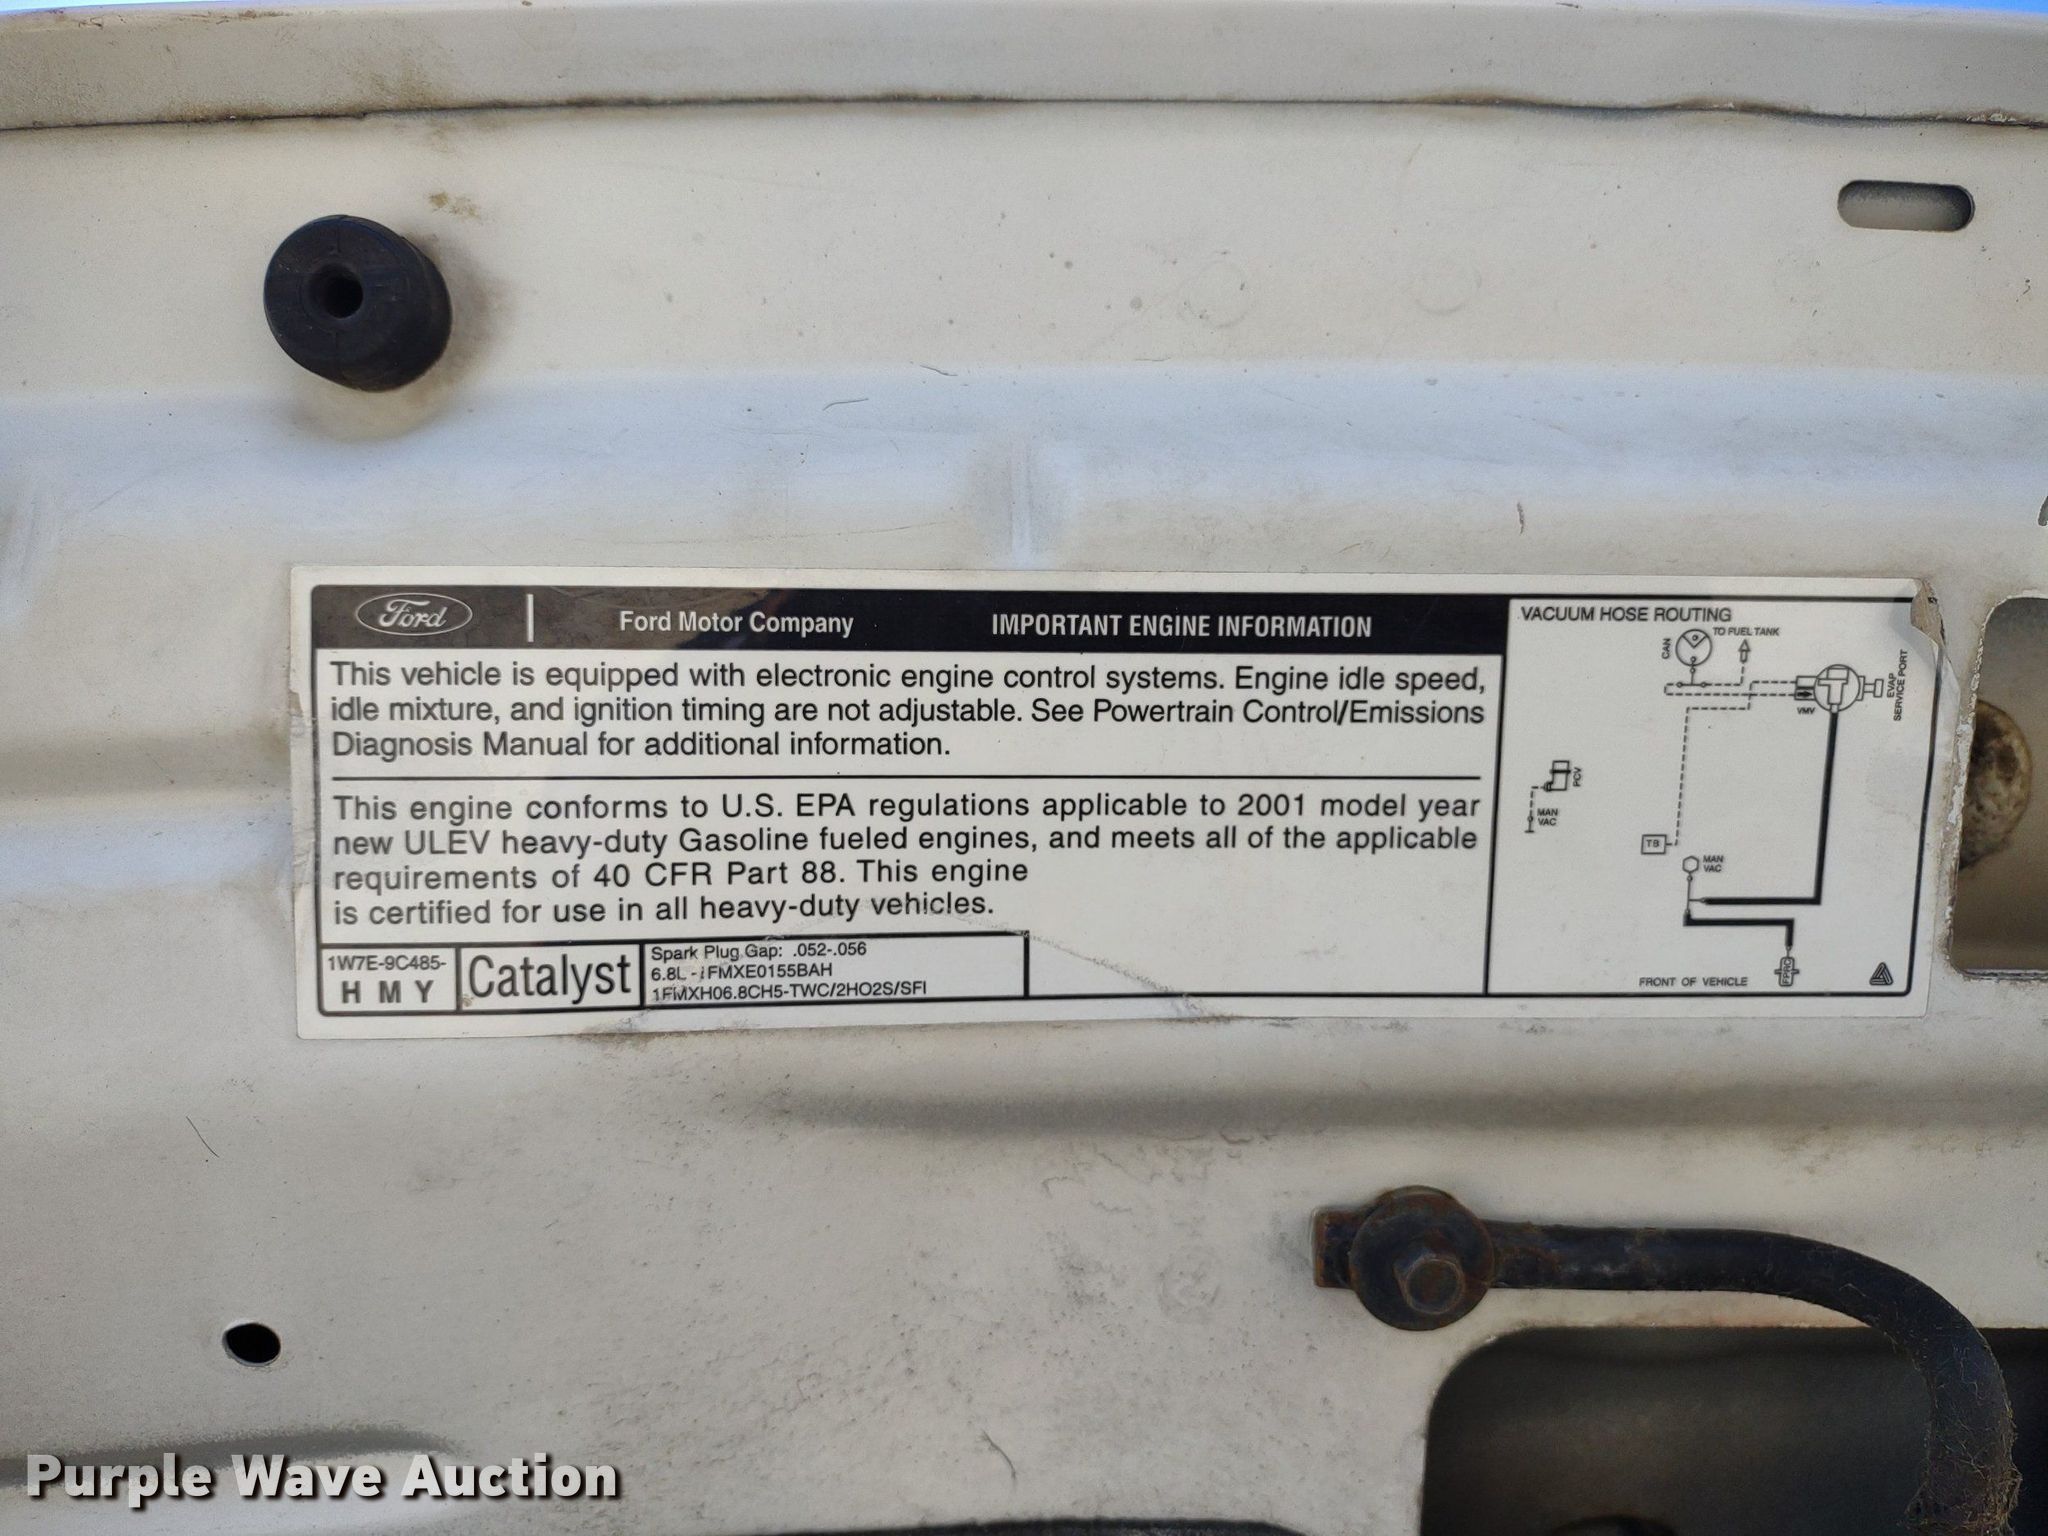 Ford
Ford Motor Company
IMPORTANT ENGINE INFORMATION
This vehicle is equipped with electronic engine control systems. Engine idle speed,
idle mixture, and ignition timing are not adjustable. See Powertrain Control/Emissions
Diagnosis Manual for additional information.
This engine conforms to U.S. EPA regulations applicable to 2001 model year
new ULEV heavy-duty Gasoline fueled engines, and meets all of the applicable
requirements of 40 CFR Part 88. This engine
is certified for use in all heavy-duty vehicles.
1W7E-9C485-
H M Y
Catalyst
Spark Plug Gap: .052-.056
6.8L - 1FMXE0155BAH
1FMXH06.8CH5-TWC/2HO2S/SFI
VACUUM HOSE ROUTING
CAN
TO FUEL TANK
EVAP
SERVICE PORT
VMV
PCV
MAN
VAC
TB
MAN
VAC
FPRC
FRONT OF VEHICLE
Purple Wave Auction